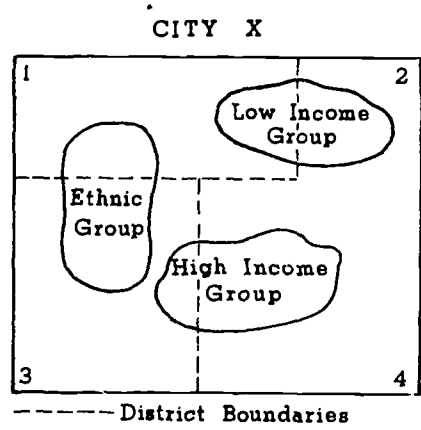 CITY X
1
2
Low Income
Group
Ethnic
Group
High Income
Group
3
4
------ District Boundaries